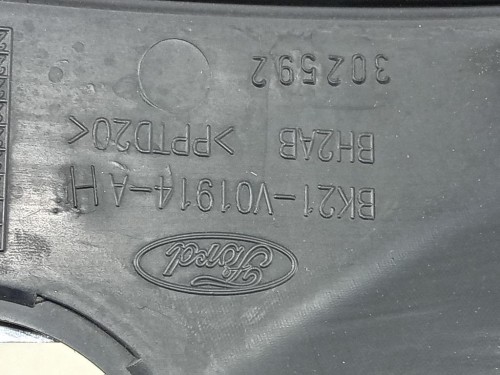 Ford
BK21-V01914-AH
BH2AB >PPTD20<
302592